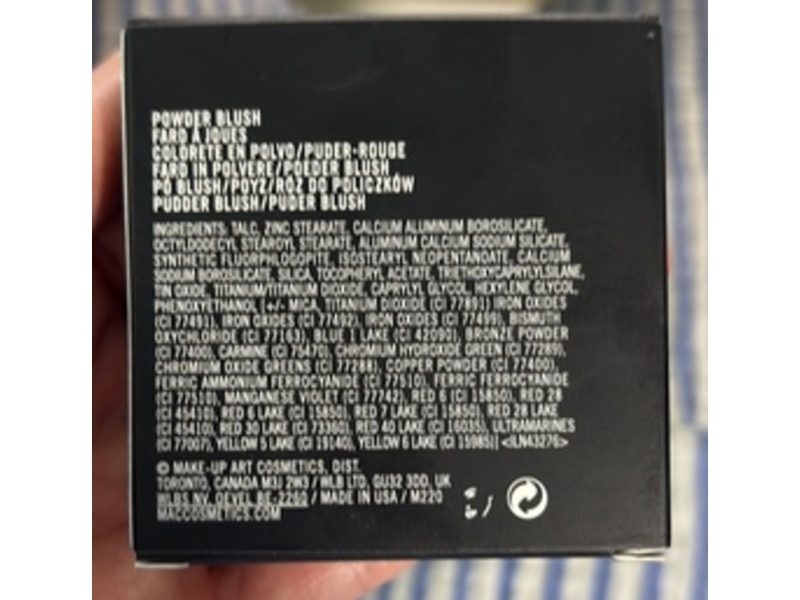 POWDER BLUSH
FARD À JOUES
COLORETE EN POLVO/PUDER-ROUGE
FARD IN POLVERE/POEDER BLUSH
PÓ BLUSH/ΡΟΥΖ/RÓŻ DO POLICZKÓW
PUDDER BLUSH/PUDER BLUSH
INGREDIENTS: TALC, ZINC STEARATE, CALCIUM ALUMINUM BOROSILICATE,
OCTYLDODECYL STEAROYL STEARATE, ALUMINUM CALCIUM SODIUM SILICATE,
SYNTHETIC FLUORPHLOGOPITE, ISOSTEARYL NEOPENTANOATE, CALCIUM
SODIUM BOROSILICATE, SILICA, TOCOPHERYL ACETATE, TRIETHOXYCAPRYLYLSILANE,
TIN OXIDE, TITANIUM/TITANIUM DIOXIDE, CAPRYLYL GLYCOL, HEXYLENE GLYCOL,
PHENOXYETHANOL [+/- MICA, TITANIUM DIOXIDE (CI 77891) IRON OXIDES
(CI 77491), IRON OXIDES (CI 77492), IRON OXIDES (CI 77499), BISMUTH
OXYCHLORIDE (CI 77163), BLUE 1 LAKE (CI 42090), BRONZE POWDER
(CI 77400), CARMINE (CI 75470), CHROMIUM HYDROXIDE GREEN (CI 77289),
CHROMIUM OXIDE GREENS (CI 77288), COPPER POWDER (CI 77400),
FERRIC AMMONIUM FERROCYANIDE (CI 77510), FERRIC FERROCYANIDE
(CI 77510), MANGANESE VIOLET (CI 77742), RED 6 (CI 15850), RED 28
(CI 45410), RED 6 LAKE (CI 15850), RED 7 LAKE (CI 15850), RED 28 LAKE
(CI 45410), RED 30 LAKE (CI 73360), RED 40 LAKE (CI 16035), ULTRAMARINES
(CI 77007), YELLOW 5 LAKE (CI 19140), YELLOW 6 LAKE (CI 15985)] <ILN43276>
© MAKE-UP ART COSMETICS, DIST.
TORONTO, CANADA M3J 2W3 / WLB LTD, GU32 3DD, UK
WLBS NV, OEVEL BE-2260 / MADE IN USA / M220
MACCOSMETICS.COM